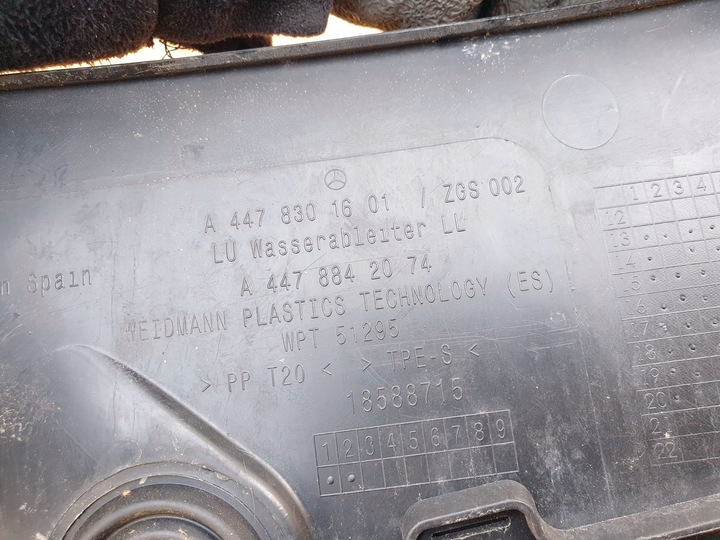 A 447 830 16 01 / ZGS 002
LU Wasserableiter LL
A 447 884 20 74
n Spain
WEIDMANN PLASTICS TECHNOLOGY (ES)
WPT 51295
> PP T20 < > TPE-S <
18588715
1 2 3 4 5 6 7 8 9
1 2 3 4
12
13
14
15
16
17
18
19
20
21
22